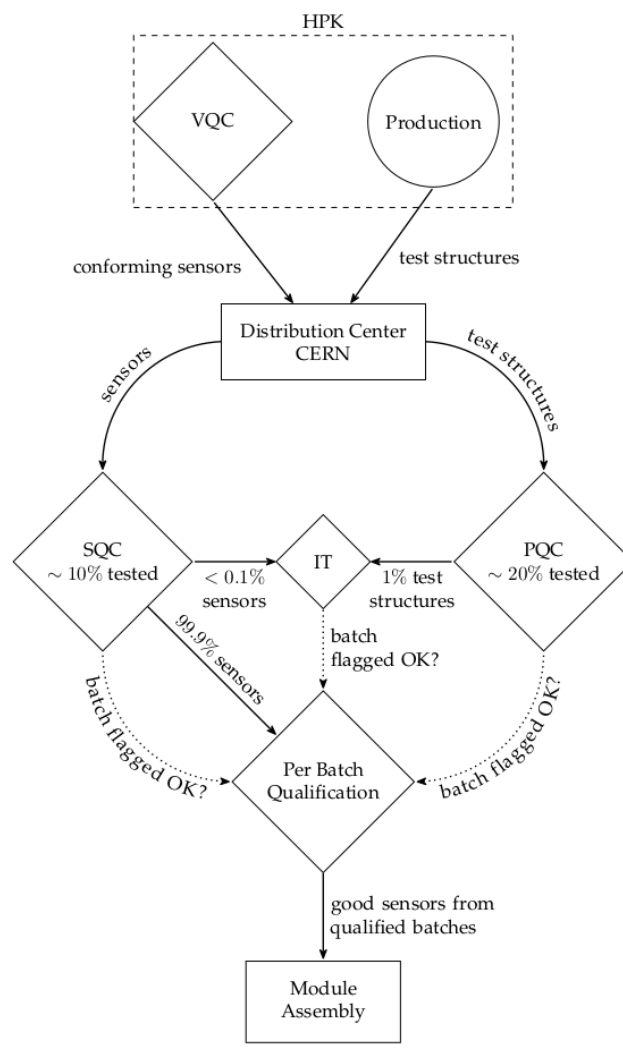 HPK
VQC
Production
conforming sensors
test structures
Distribution Center
CERN
sensors
test structures
SQC
∼ 10% tested
< 0.1%
sensors
IT
1% test
structures
PQC
∼ 20% tested
99.9% sensors
batch
flagged OK?
batch flagged OK?
batch flagged OK?
Per Batch
Qualification
good sensors from
qualified batches
Module
Assembly